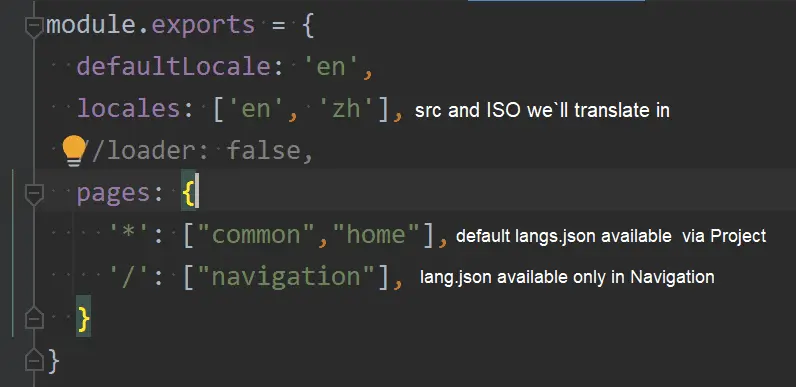 module.exports = {
defaultLocale: 'en',
locales: ['en', 'zh'], src and ISO we`ll translate in
//loader: false,
pages: {
'*': ["common","home"], default langs.json available via Project
'/': ["navigation"], lang.json available only in Navigation
}
}